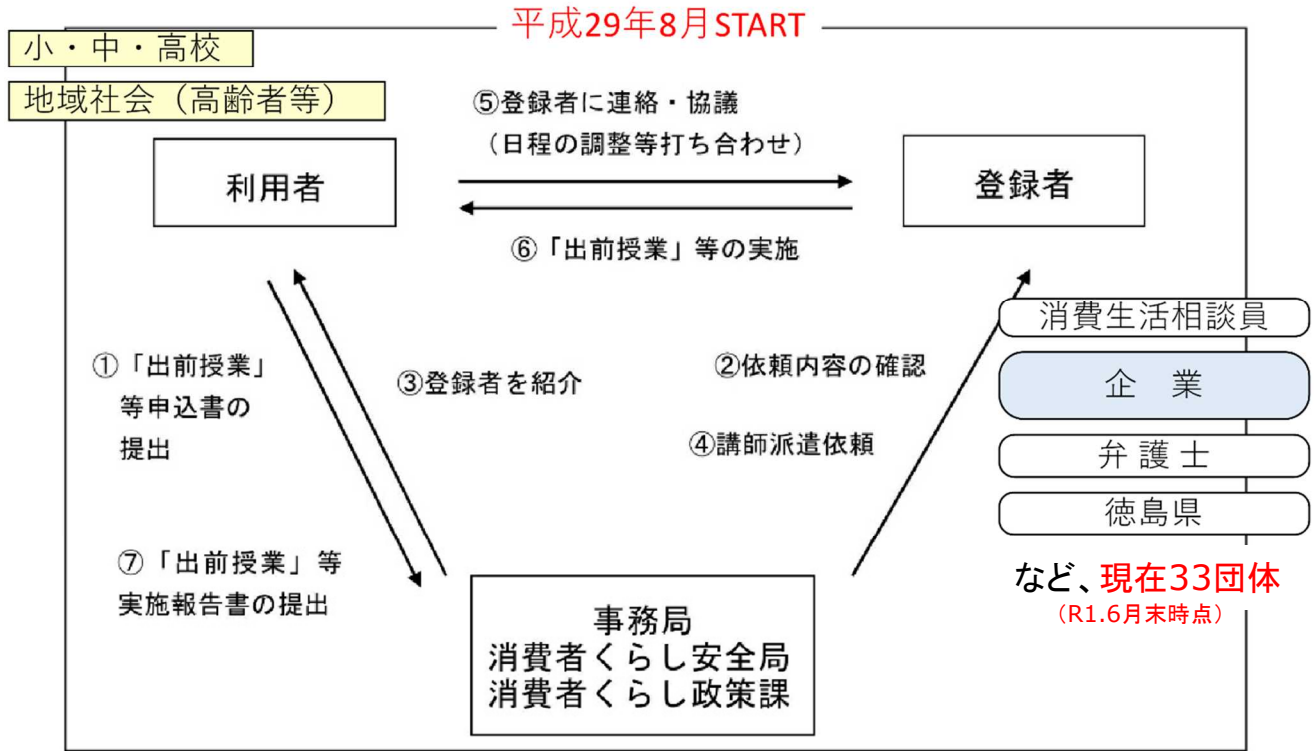 平成29年8月START
小・中・高校
地域社会（高齢者等）
⑤登録者に連絡・協議
（日程の調整等打ち合わせ）
利用者
登録者
⑥「出前授業」等の実施
①「出前授業」
等申込書の
提出
③登録者を紹介
②依頼内容の確認
④講師派遣依頼
消費生活相談員
企　業
弁 護 士
徳島県
など、現在33団体
（R1.6月末時点）
⑦「出前授業」等
実施報告書の提出
事務局
消費者くらし安全局
消費者くらし政策課